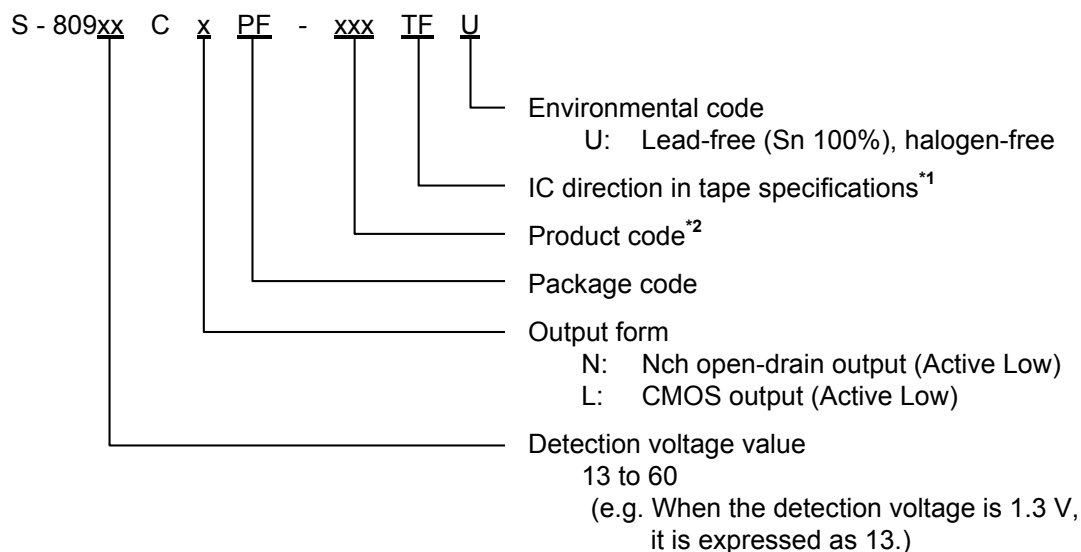 S - 809xx C x PF - xxx TF U
Environmental code
U: Lead-free (Sn 100%), halogen-free
IC direction in tape specifications*1
Product code*2
Package code
Output form
N: Nch open-drain output (Active Low)
L: CMOS output (Active Low)
Detection voltage value
13 to 60
(e.g. When the detection voltage is 1.3 V,
it is expressed as 13.)